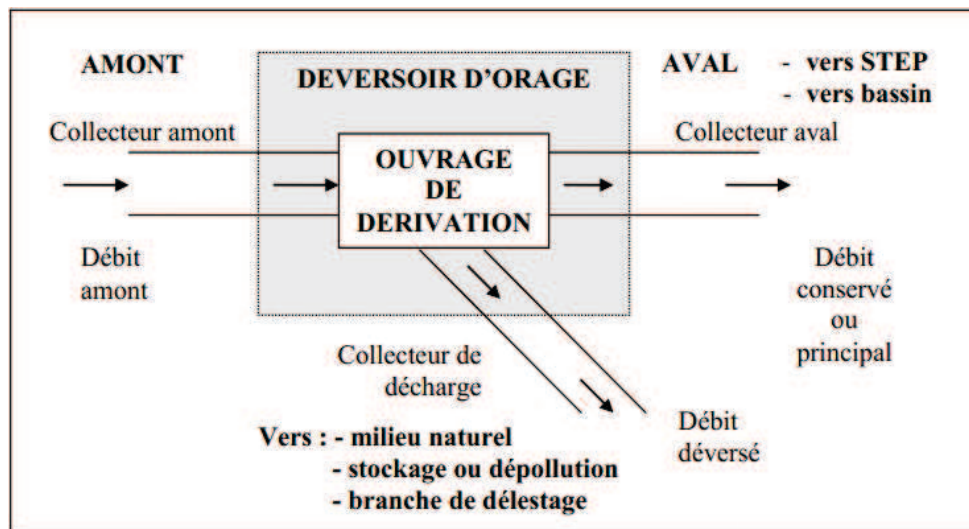 AMONT
DEVERSOIR D'ORAGE
AVAL - vers STEP
- vers bassin
Collecteur amont
Collecteur aval
OUVRAGE
DE
DERIVATION
Débit
amont
Débit
conservé
ou
principal
Collecteur de
décharge
Débit
déversé
Vers : - milieu naturel
- stockage ou dépollution
- branche de délestage